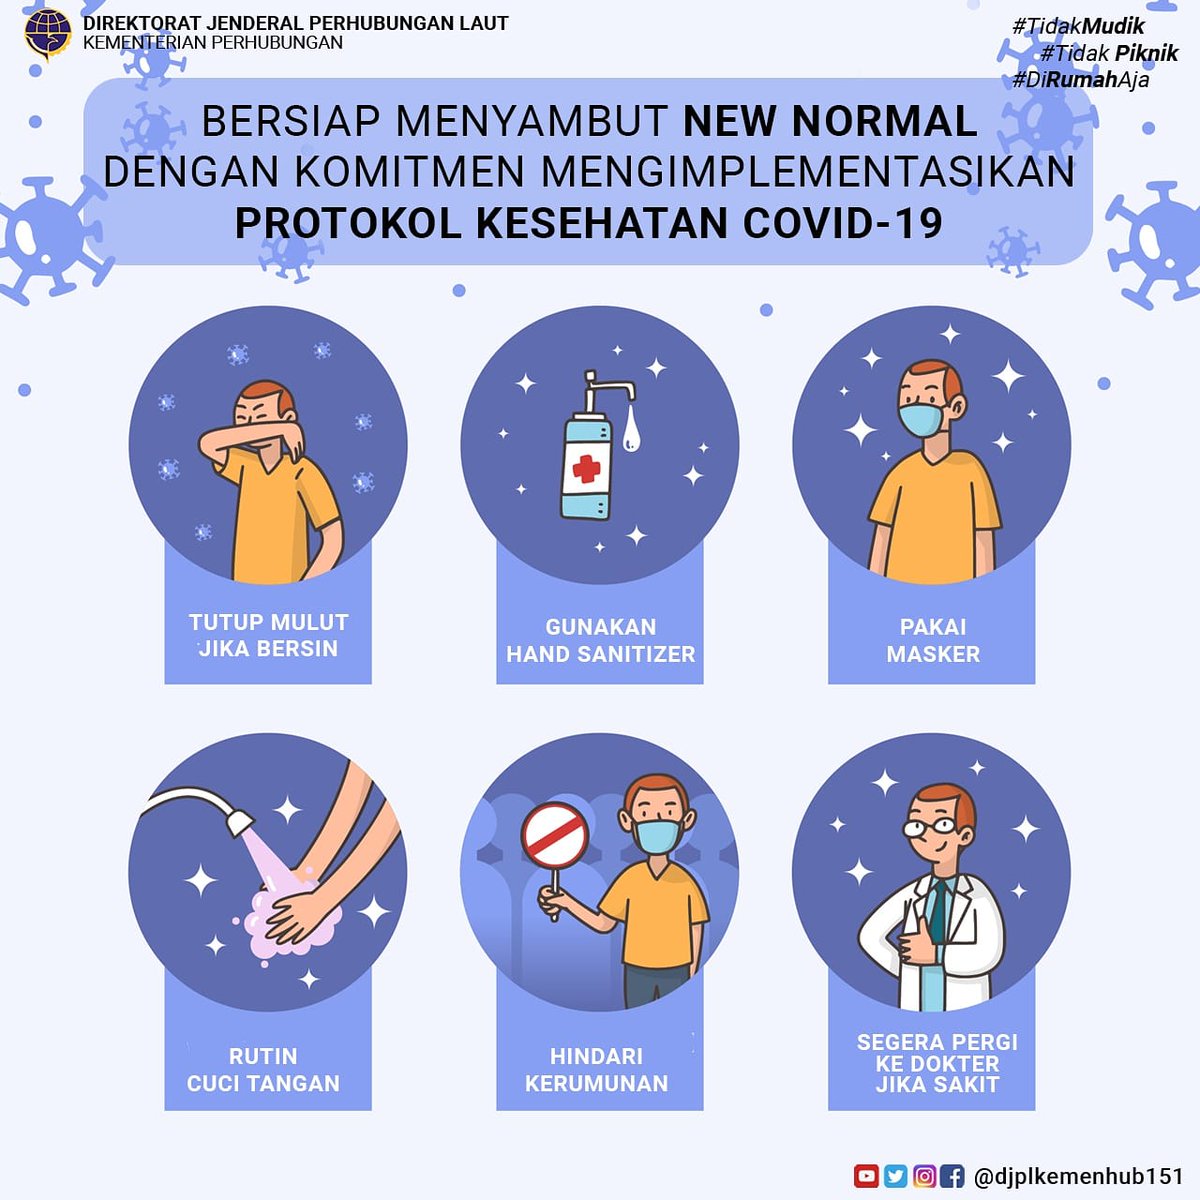 DIREKTORAT JENDERAL PERHUBUNGAN LAUT
KEMENTERIAN PERHUBUNGAN
#TidakMudik
#Tidak Piknik
#DiRumahAja
BERSIAP MENYAMBUT NEW NORMAL
DENGAN KOMITMEN MENGIMPLEMENTASIKAN
PROTOKOL KESEHATAN COVID-19
TUTUP MULUT
JIKA BERSIN
GUNAKAN
HAND SANITIZER
PAKAI
MASKER
RUTIN
CUCI TANGAN
HINDARI
KERUMUNAN
SEGERA PERGI
KE DOKTER
JIKA SAKIT
@djplkemenhub151